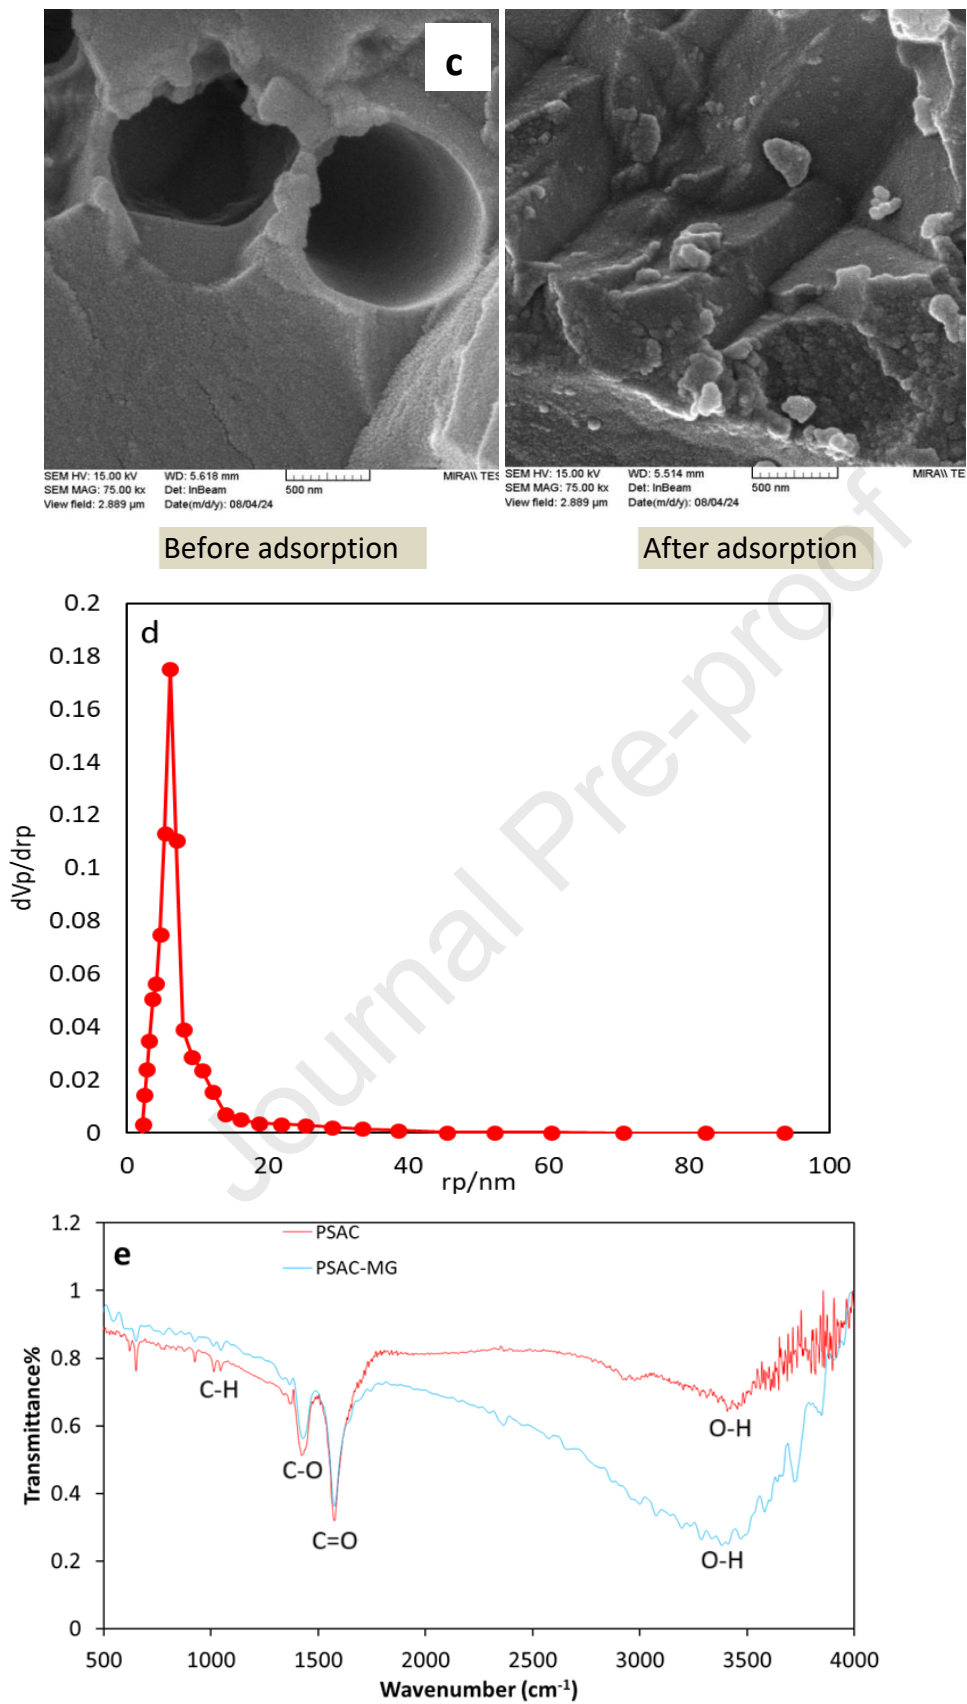 c
SEM HV: 15.00 kV WD: 5.618 mm MIRA\\ TES
SEM MAG: 75.00 kx Det: InBeam 500 nm
View field: 2.889 µm Date(m/d/y): 08/04/24
SEM HV: 15.00 kV WD: 5.514 mm MIRA\\ TES
SEM MAG: 75.00 kx Det: InBeam 500 nm
View field: 2.889 µm Date(m/d/y): 08/04/24
Before adsorption
After adsorption
Journal Pre-proof
d
dVp/drp
0.2
0.18
0.16
0.14
0.12
0.1
0.08
0.06
0.04
0.02
0
0 20 40 60 80 100
rp/nm
e
PSAC
PSAC-MG
Transmittance%
1.2
1
0.8
0.6
0.4
0.2
0
C-H
C-O
C=O
O-H
O-H
500 1000 1500 2000 2500 3000 3500 4000
Wavenumber (cm⁻¹)